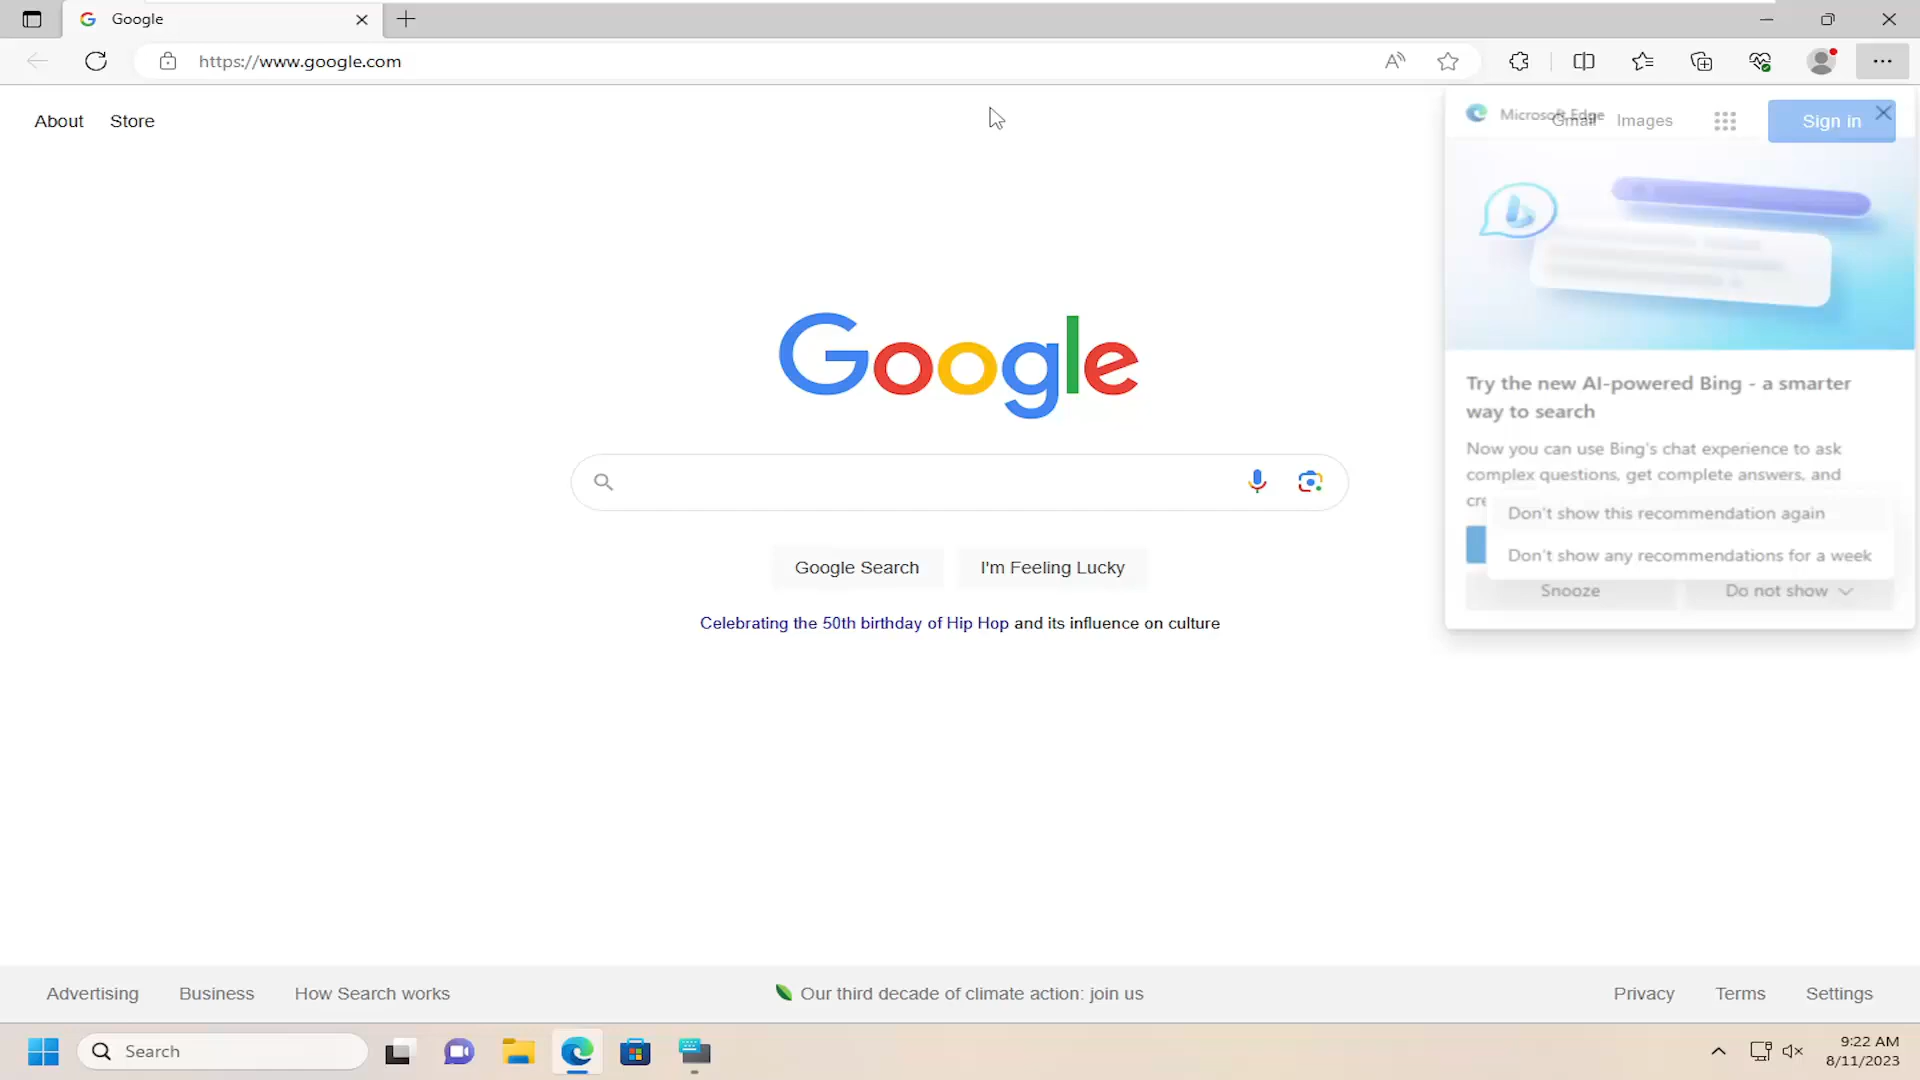 Google
https://www.google.com
About
Store
Gmail
Images
Sign in
Microsoft Edge
Google
Try the new AI-powered Bing - a smarter
way to search
Now you can use Bing's chat experience to ask
complex questions, get complete answers, and
Don't show this recommendation again
Don't show any recommendations for a week
Snooze
Do not show
Google Search
I'm Feeling Lucky
Celebrating the 50th birthday of Hip Hop and its influence on culture
Advertising
Business
How Search works
Our third decade of climate action: join us
Privacy
Terms
Settings
Search
9:22 AM
8/11/2023